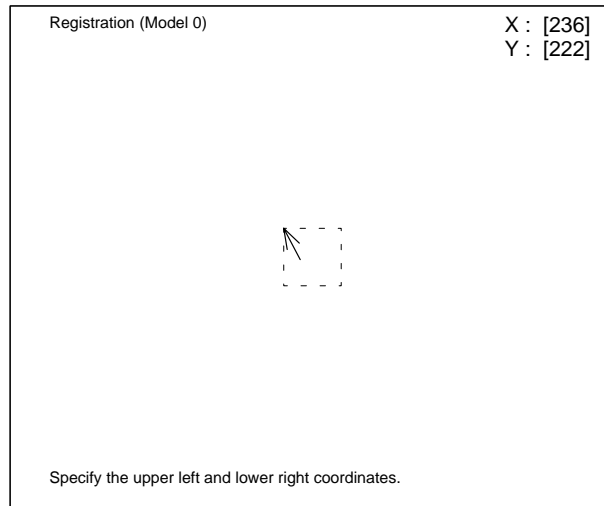 Registration (Model 0)
X : [236]
Y : [222]
Specify the upper left and lower right coordinates.